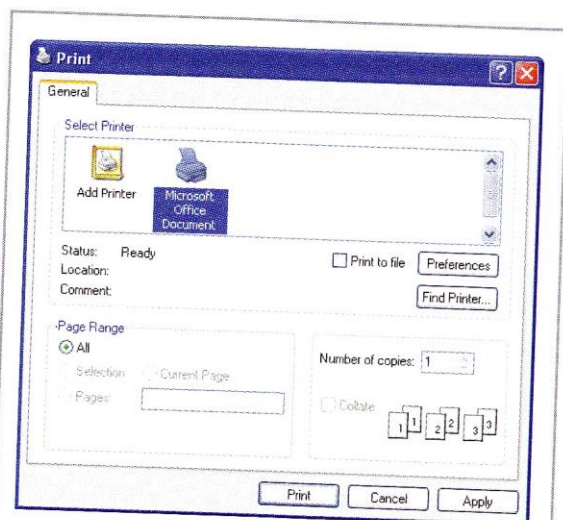 Print
General
Select Printer
Add Printer
Microsoft
Office
Document
Status: Ready
Print to file
Preferences
Location:
Comment:
Find Printer...
Page Range
All
Selection
Current Page
Pages:
Number of copies: 1
Collate
1 1 2 2 3 3
Print
Cancel
Apply